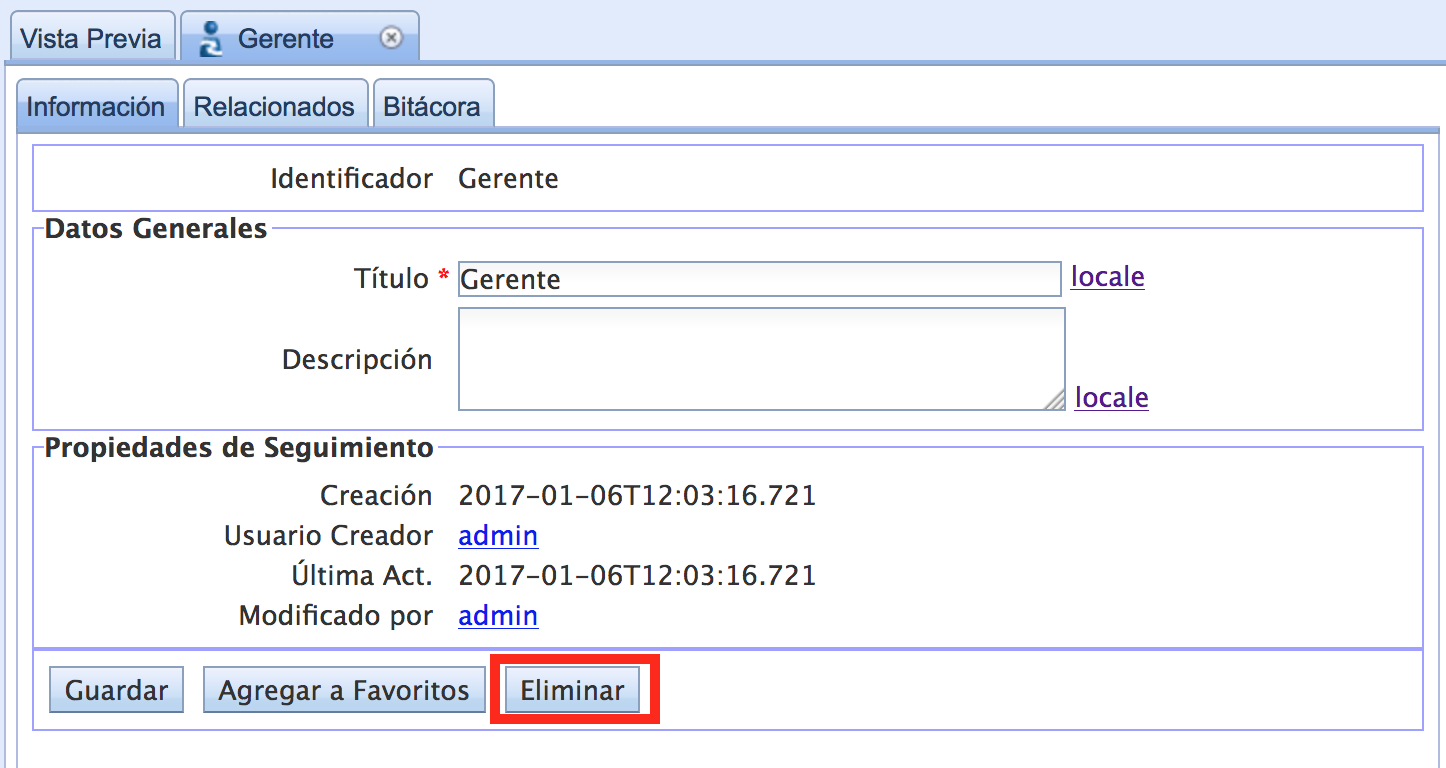 Vista Previa Gerente
Información Relacionados Bitácora
Identificador Gerente
Datos Generales
Título * Gerente locale
Descripción locale
Propiedades de Seguimiento
Creación 2017-01-06T12:03:16.721
Usuario Creador admin
Última Act. 2017-01-06T12:03:16.721
Modificado por admin
Guardar Agregar a Favoritos Eliminar